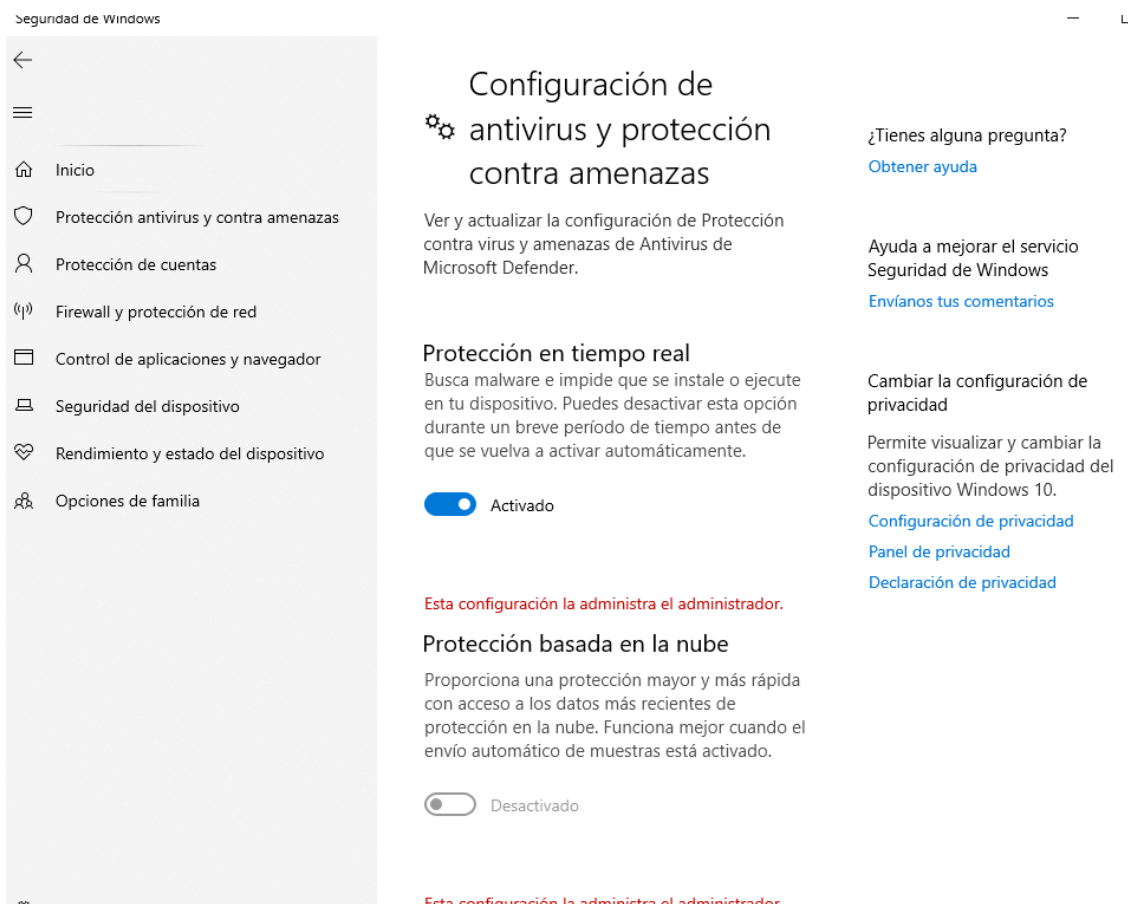 Seguridad de Windows
Inicio
Protección antivirus y contra amenazas
Protección de cuentas
Firewall y protección de red
Control de aplicaciones y navegador
Seguridad del dispositivo
Rendimiento y estado del dispositivo
Opciones de familia
Configuración de
antivirus y protección
contra amenazas
Ver y actualizar la configuración de Protección
contra virus y amenazas de Antivirus de
Microsoft Defender.
Protección en tiempo real
Busca malware e impide que se instale o ejecute
en tu dispositivo. Puedes desactivar esta opción
durante un breve período de tiempo antes de
que se vuelva a activar automáticamente.
Activado
Esta configuración la administra el administrador.
Protección basada en la nube
Proporciona una protección mayor y más rápida
con acceso a los datos más recientes de
protección en la nube. Funciona mejor cuando el
envío automático de muestras está activado.
Desactivado
Esta configuración la administra el administrador.
¿Tienes alguna pregunta?
Obtener ayuda
Ayuda a mejorar el servicio
Seguridad de Windows
Envíanos tus comentarios
Cambiar la configuración de
privacidad
Permite visualizar y cambiar la
configuración de privacidad del
dispositivo Windows 10.
Configuración de privacidad
Panel de privacidad
Declaración de privacidad